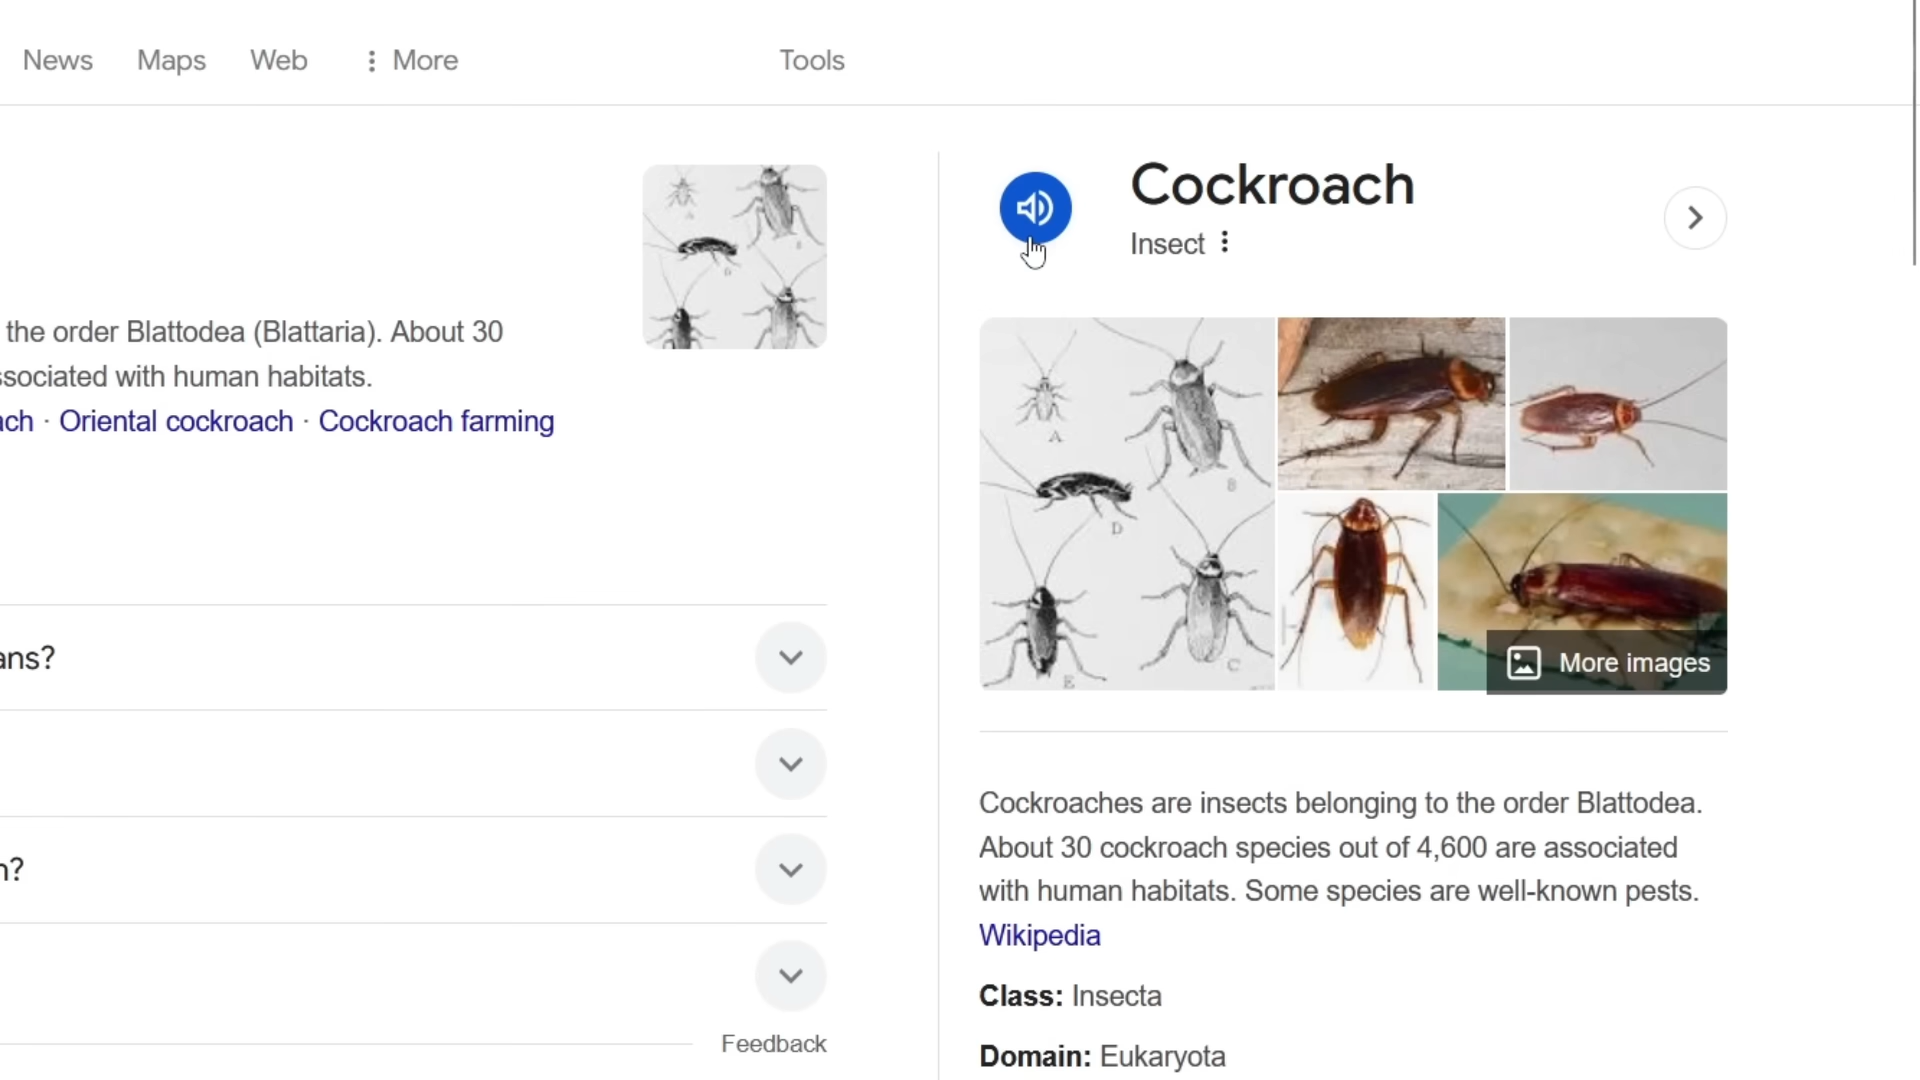 News Maps Web More Tools
the order Blattodea (Blattaria). About 30
ssociated with human habitats.
ach · Oriental cockroach · Cockroach farming
ans?
n?
Feedback
Cockroach
Insect
A
B
D
E
C
More images
Cockroaches are insects belonging to the order Blattodea.
About 30 cockroach species out of 4,600 are associated
with human habitats. Some species are well-known pests.
Wikipedia
Class: Insecta
Domain: Eukaryota